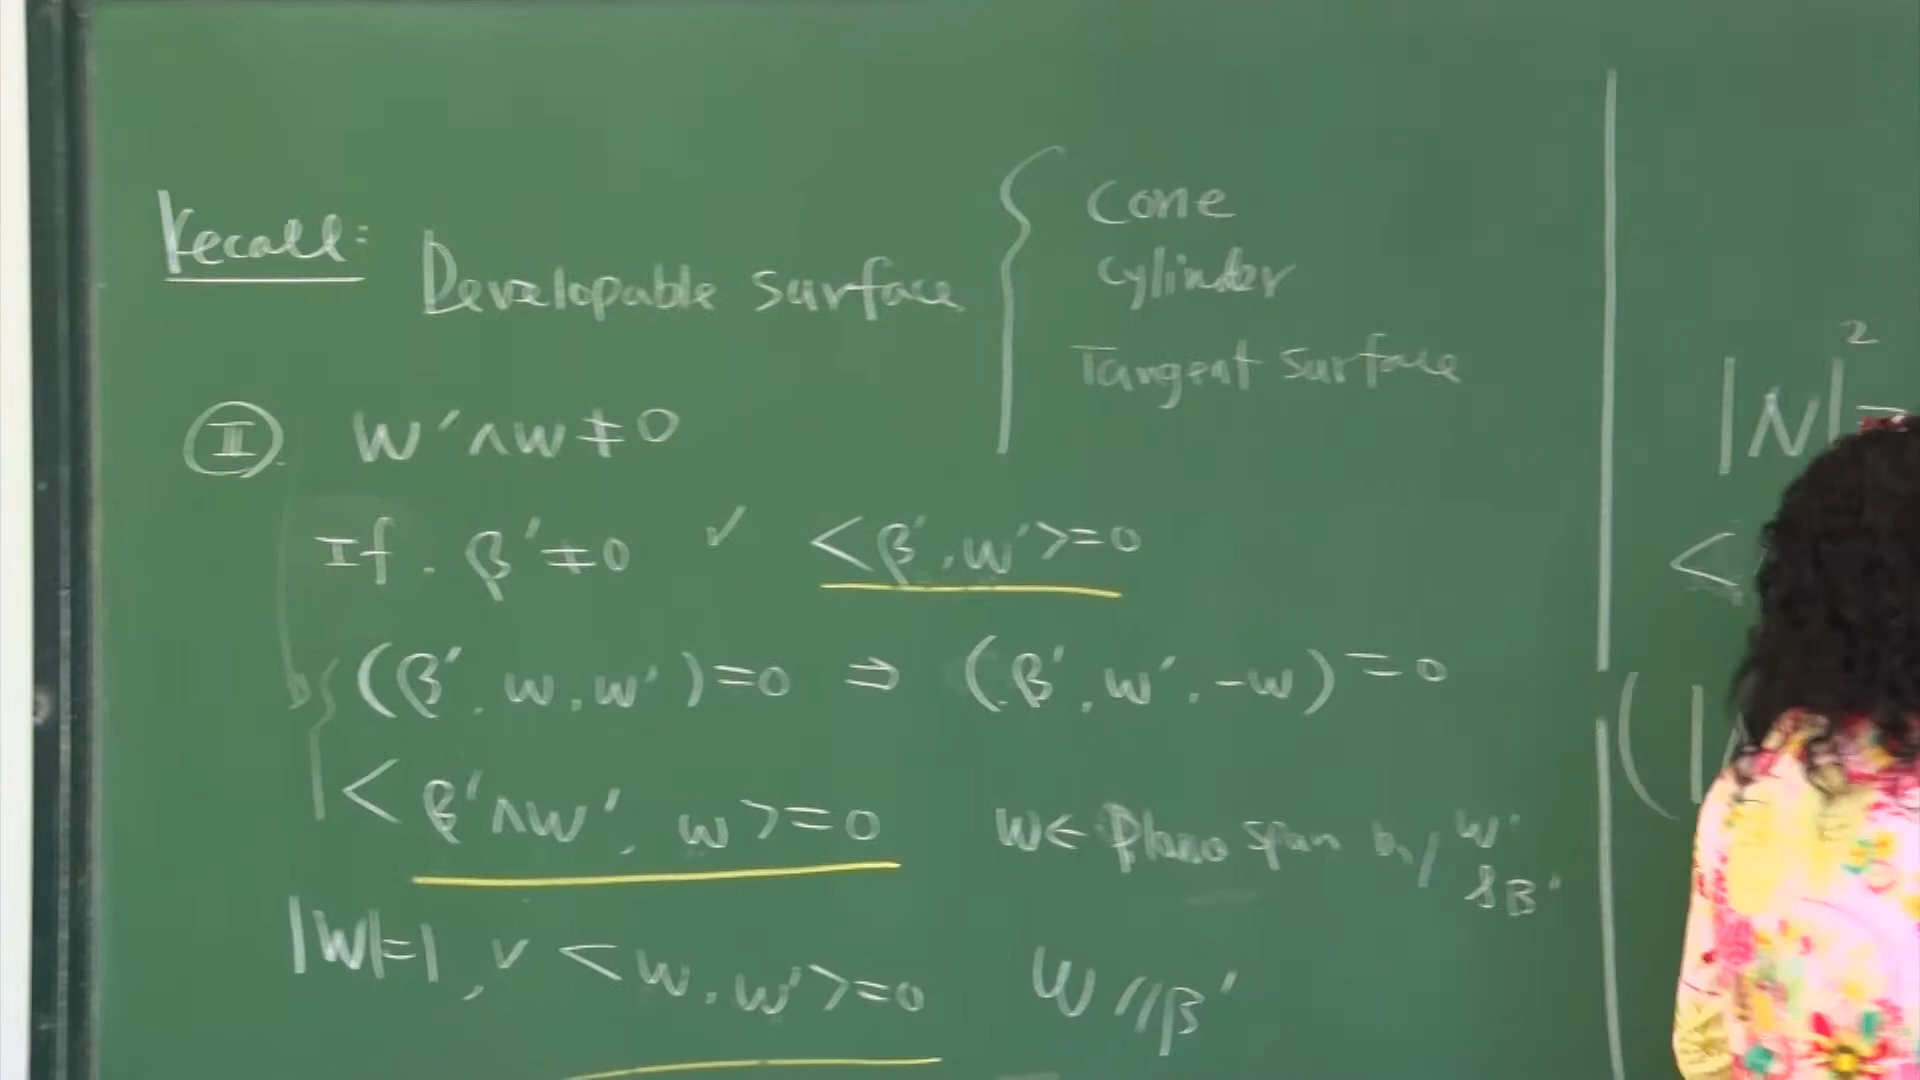 Recall: Developable surface { Cone
cylinder
Tangent surface
Ⅱ W′∧W≠0
If . β′≠0 ✓ <β′, w′>=0
(β′, w, w′)=0 ⇒ (β′, w′, -w)=0
<β′∧W′, w>=0 W∈ Plane span by w′ & β′
|W|=1, ✓ <w, w′>=0 W//β′
|N|²=
<
(|